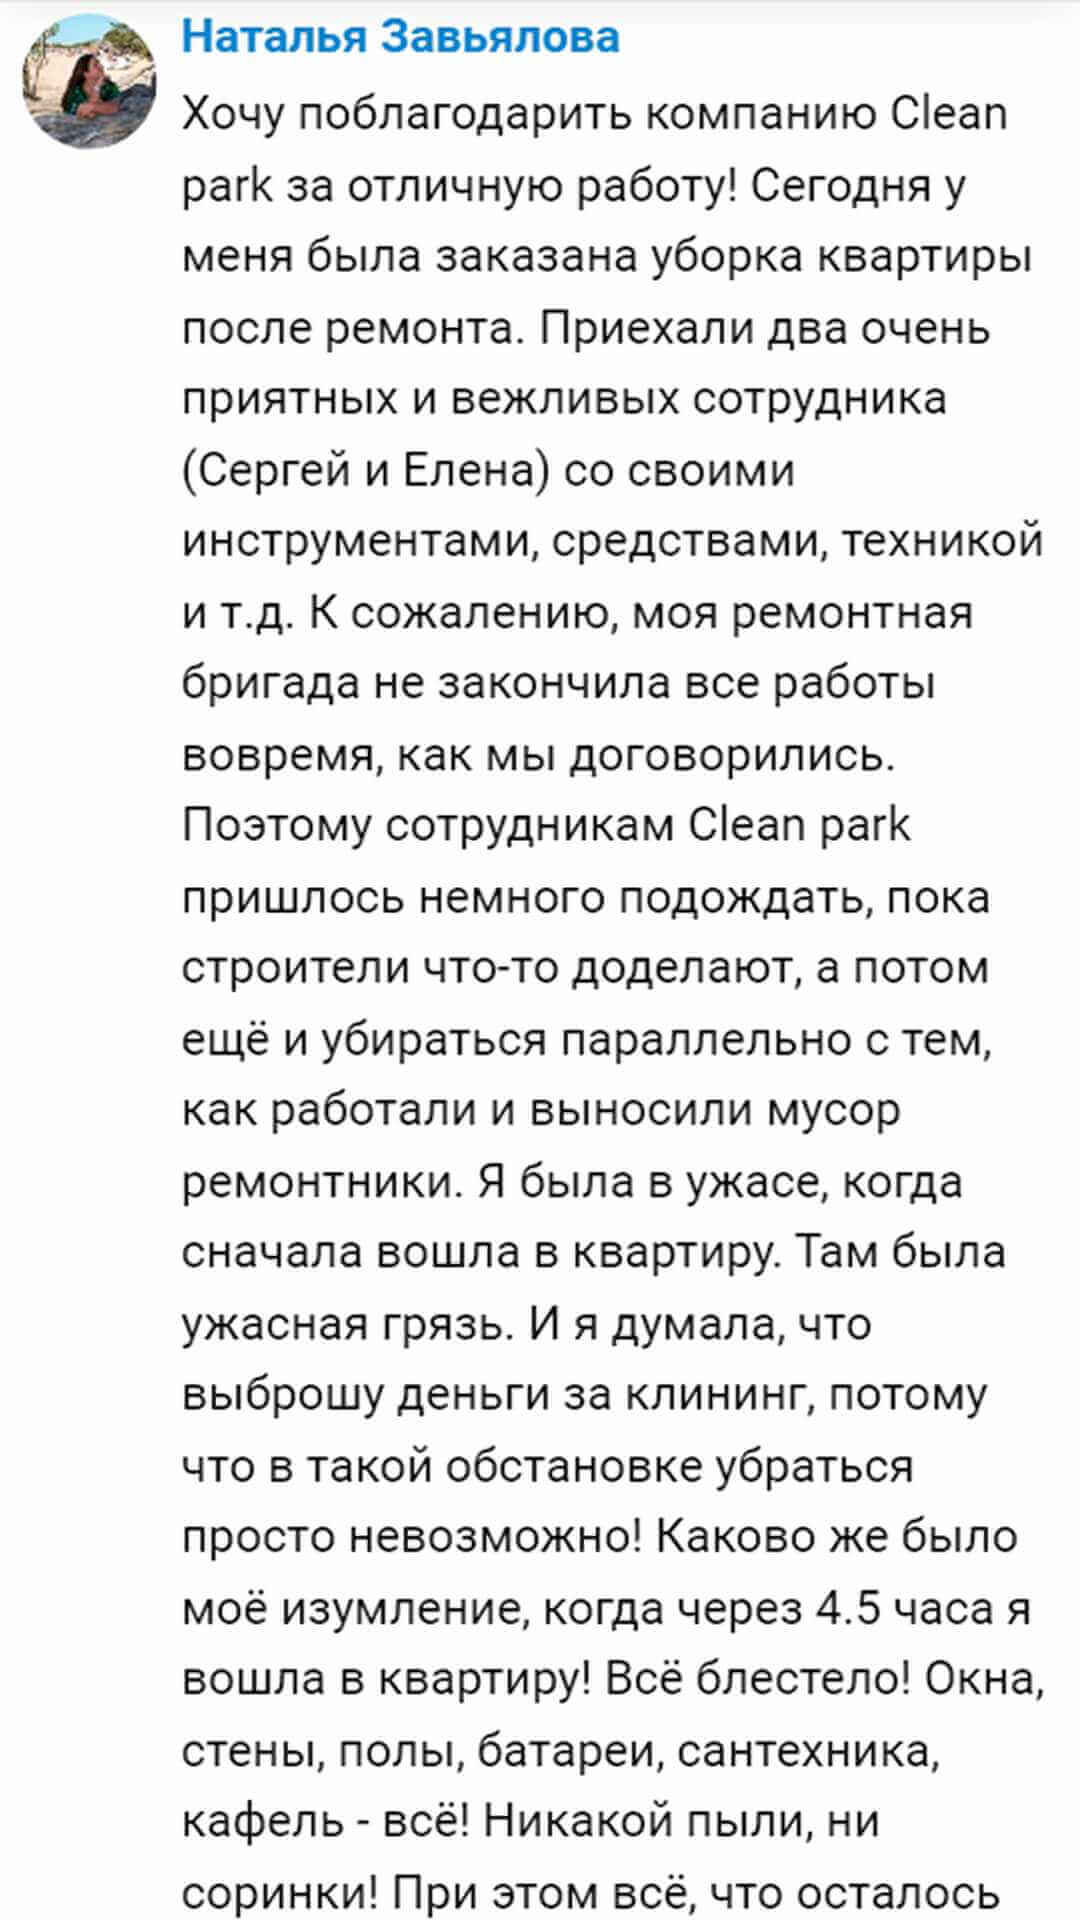 Наталья Завьялова
Хочу поблагодарить компанию Clean
park за отличную работу! Сегодня у
меня была заказана уборка квартиры
после ремонта. Приехали два очень
приятных и вежливых сотрудника
(Сергей и Елена) со своими
инструментами, средствами, техникой
и т.д. К сожалению, моя ремонтная
бригада не закончила все работы
вовремя, как мы договорились.
Поэтому сотрудникам Clean park
пришлось немного подождать, пока
строители что-то доделают, а потом
ещё и убираться параллельно с тем,
как работали и выносили мусор
ремонтники. Я была в ужасе, когда
сначала вошла в квартиру. Там была
ужасная грязь. И я думала, что
выброшу деньги за клининг, потому
что в такой обстановке убраться
просто невозможно! Каково же было
моё изумление, когда через 4.5 часа я
вошла в квартиру! Всё блестело! Окна,
стены, полы, батареи, сантехника,
кафель - всё! Никакой пыли, ни
соринки! При этом всё, что осталось